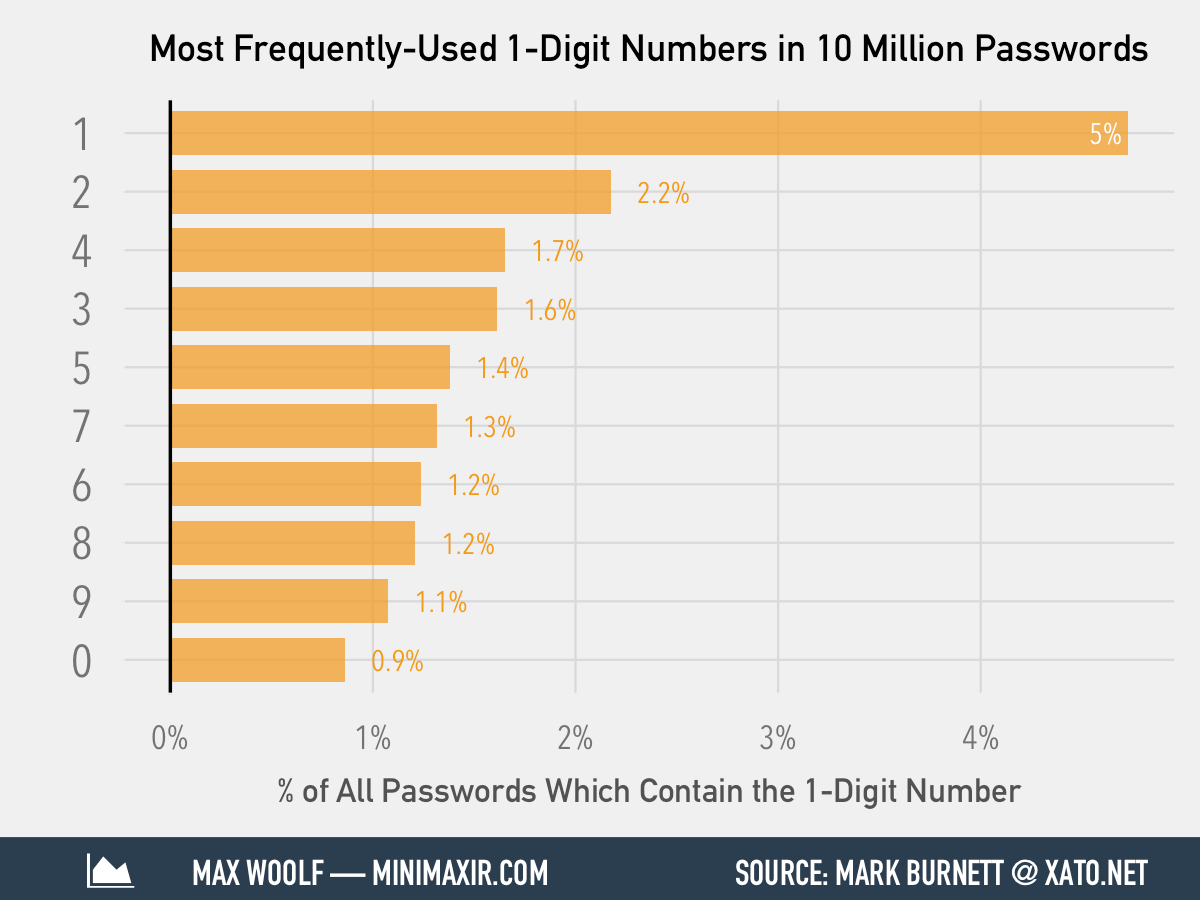 Most Frequently-Used 1-Digit Numbers in 10 Million Passwords
1 5%
2 2.2%
4 1.7%
3 1.6%
5 1.4%
7 1.3%
6 1.2%
8 1.2%
9 1.1%
0 0.9%
0% 1% 2% 3% 4%
% of All Passwords Which Contain the 1-Digit Number
MAX WOOLF — MINIMAXIR.COM SOURCE: MARK BURNETT @ XATO.NET